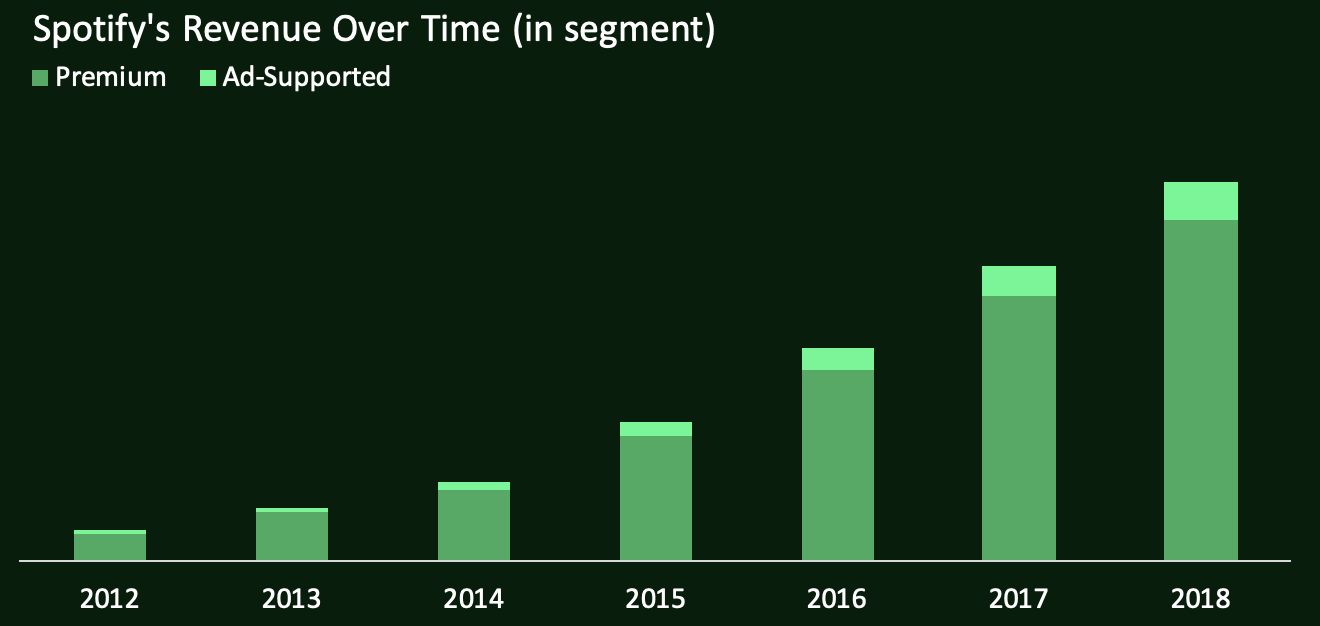 Spotify's Revenue Over Time (in segment)
Premium Ad-Supported
2012 2013 2014 2015 2016 2017 2018